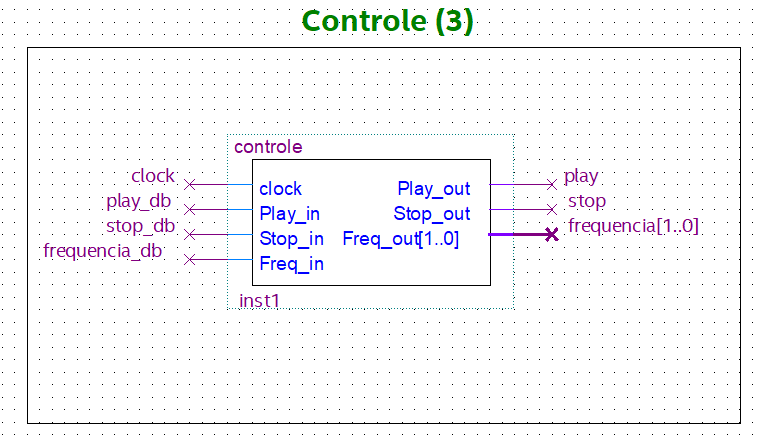 Controle (3)
controle
clock
play_db
stop_db
frequencia_db
clock
Play_in
Stop_in
Freq_in
Play_out
Stop_out
Freq_out[1..0]
play
stop
frequencia[1..0]
inst1